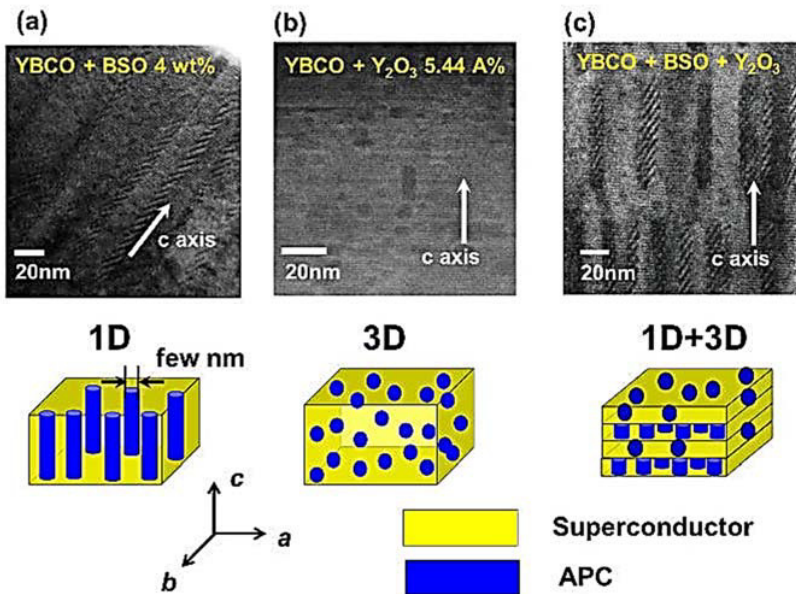 (a)
YBCO + BSO 4 wt%
c axis
20nm
(b)
YBCO + Y₂O₃ 5.44 A%
c axis
20nm
(c)
YBCO + BSO + Y₂O₃
c axis
20nm
1D
few nm
3D
1D+3D
c
a
b
Superconductor
APC